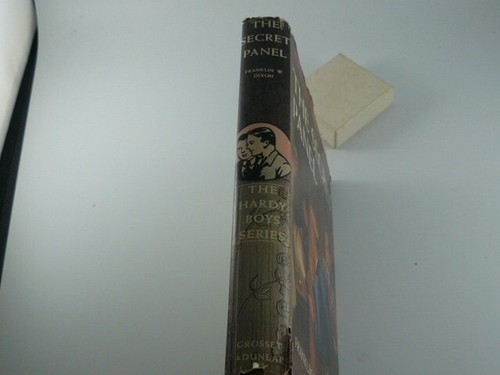 THE
SECRET
PANEL
FRANKLIN W
DIXON
THE
HARDY
BOYS
SERIES
GROSSET
& DUNLAP